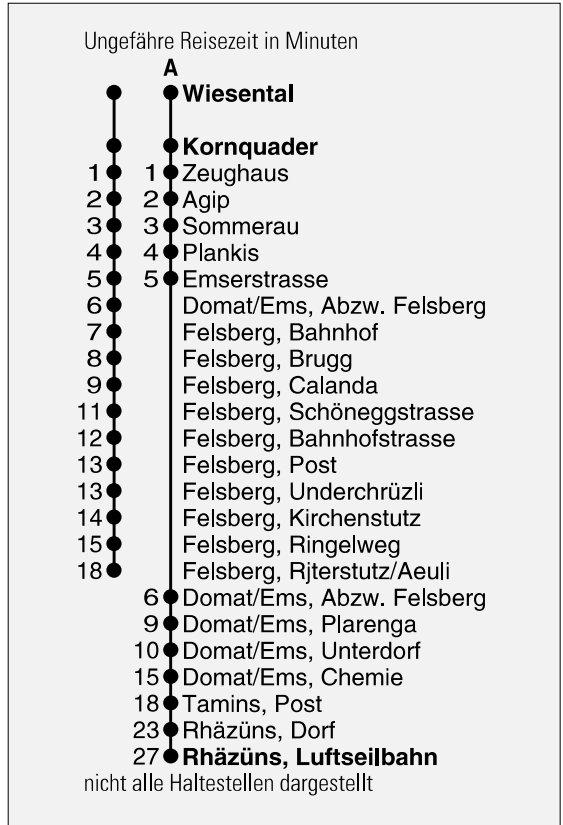 Ungefähre Reisezeit in Minuten
A
Wiesental
Kornquader
1 1 Zeughaus
2 2 Agip
3 3 Sommerau
4 4 Plankis
5 5 Emserstrasse
6 Domat/Ems, Abzw. Felsberg
7 Felsberg, Bahnhof
8 Felsberg, Brugg
9 Felsberg, Calanda
11 Felsberg, Schöneggstrasse
12 Felsberg, Bahnhofstrasse
13 Felsberg, Post
13 Felsberg, Underchrüzli
14 Felsberg, Kirchenstutz
15 Felsberg, Ringelweg
18 Felsberg, Rjterstutz/Aeuli
6 Domat/Ems, Abzw. Felsberg
9 Domat/Ems, Plarenga
10 Domat/Ems, Unterdorf
15 Domat/Ems, Chemie
18 Tamins, Post
23 Rhäzüns, Dorf
27 Rhäzüns, Luftseilbahn
nicht alle Haltestellen dargestellt